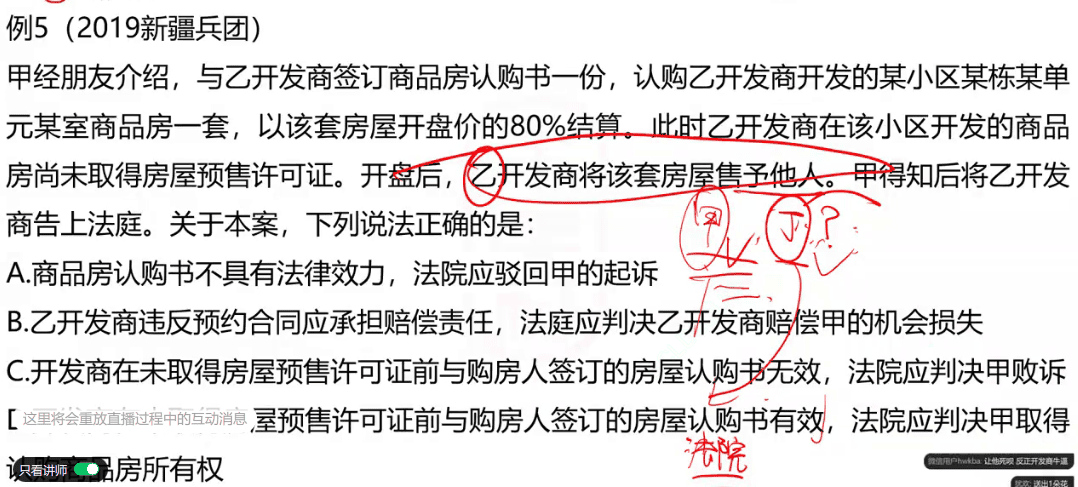 例5（2019新疆兵团）
甲经朋友介绍，与乙开发商签订商品房认购书一份，认购乙开发商开发的某小区某栋某单
元某室商品房一套，以该套房屋开盘价的80%结算。此时乙开发商在该小区开发的商品
房尚未取得房屋预售许可证。开盘后，乙开发商将该套房屋售予他人。甲得知后将乙开发
商告上法庭。关于本案，下列说法正确的是：
丁？
A.商品房认购书不具有法律效力，法院应驳回甲的起诉
B.乙开发商违反预约合同应承担赔偿责任，法庭应判决乙开发商赔偿甲的机会损失
C.开发商在未取得房屋预售许可证前与购房人签订的房屋认购书无效，法院应判决甲败诉
这里将会重放直播过程中的互动消息
屋预售许可证前与购房人签订的房屋认购书有效，法院应判决甲取得
法院
只看讲师
商品房所有权
微信用户hwkba: 让他死呗 反正开发商牛逼
送出1朵花